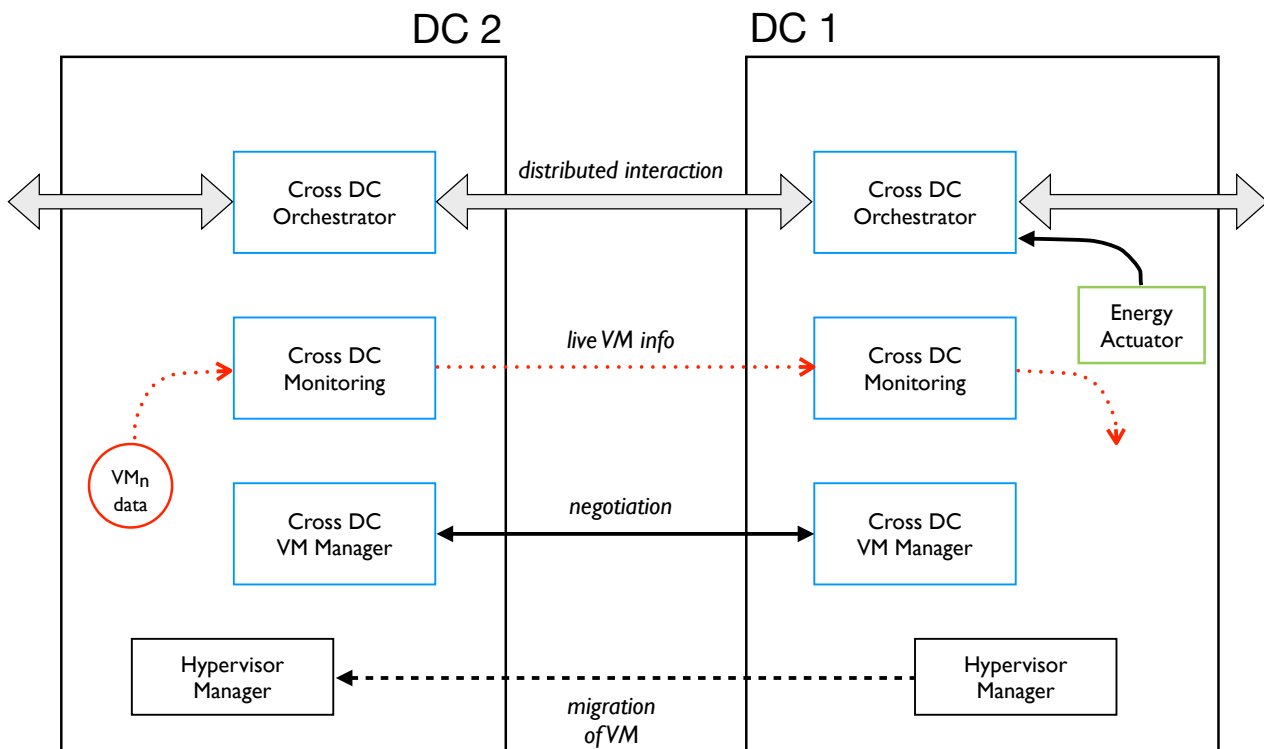 DC 2
DC 1
distributed interaction
Cross DC
Orchestrator
Cross DC
Orchestrator
Energy
Actuator
live VM info
Cross DC
Monitoring
Cross DC
Monitoring
VMn
data
negotiation
Cross DC
VM Manager
Cross DC
VM Manager
Hypervisor
Manager
Hypervisor
Manager
migration
of VM